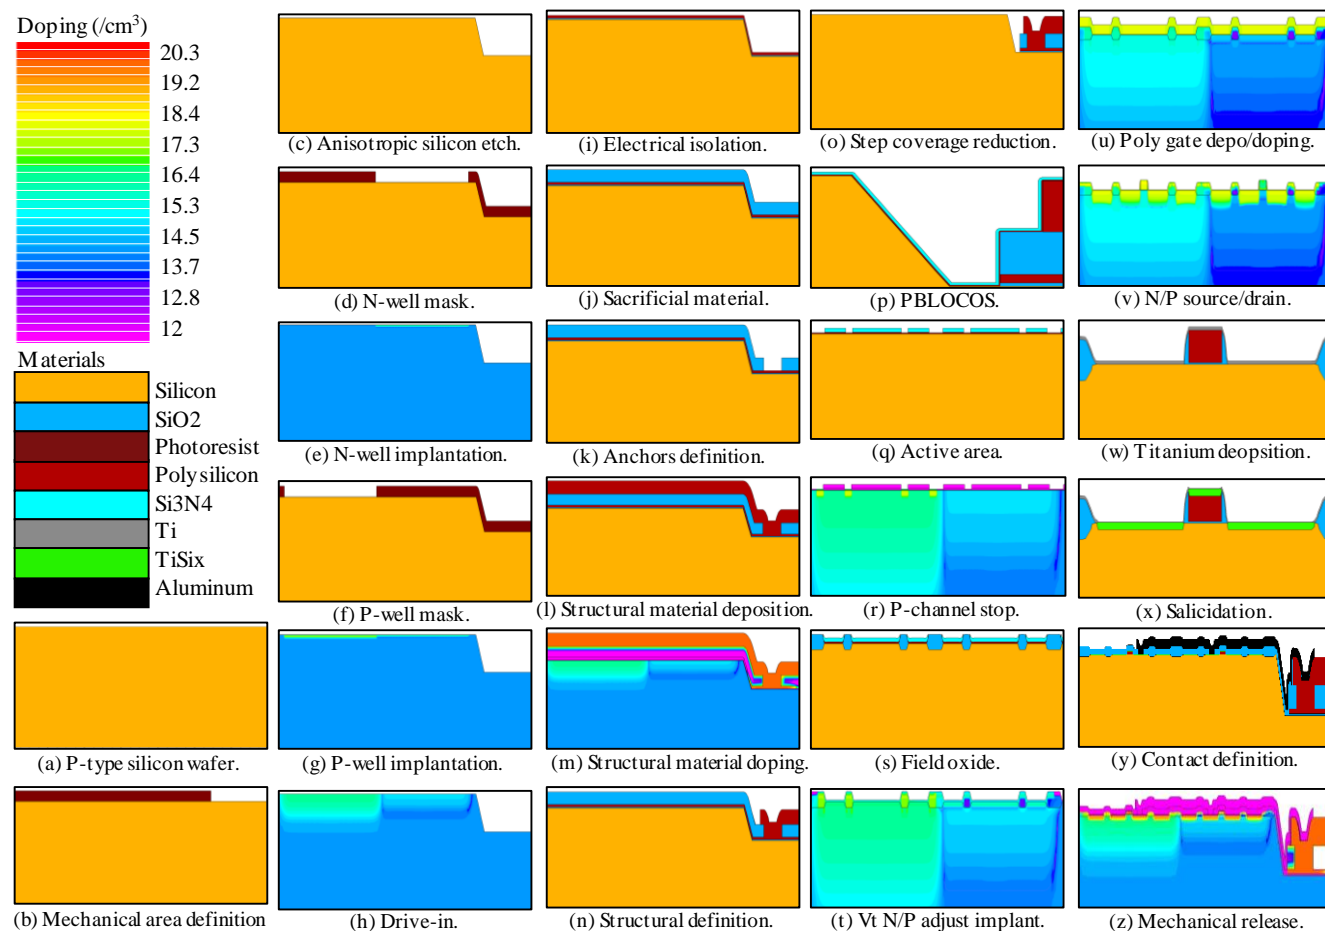 Doping (/cm3)
20.3
19.2
18.4
17.3
16.4
15.3
14.5
13.7
12.8
12
Materials
Silicon
SiO2
Photoresist
Polysilicon
Si3N4
Ti
TiSix
Aluminum
(a) P-type silicon wafer.
(b) Mechanical area definition
(c) Anisotropic silicon etch.
(d) N-well mask.
(e) N-well implantation.
(f) P-well mask.
(g) P-well implantation.
(h) Drive-in.
(i) Electrical isolation.
(j) Sacrificial material.
(k) Anchors definition.
(l) Structural material deposition.
(m) Structural material doping.
(n) Structural definition.
(o) Step coverage reduction.
(p) PBLOCOS.
(q) Active area.
(r) P-channel stop.
(s) Field oxide.
(t) Vt N/P adjust implant.
(u) Poly gate depo/doping.
(v) N/P source/drain.
(w) Titanium deopsition.
(x) Salicidation.
(y) Contact definition.
(z) Mechanical release.